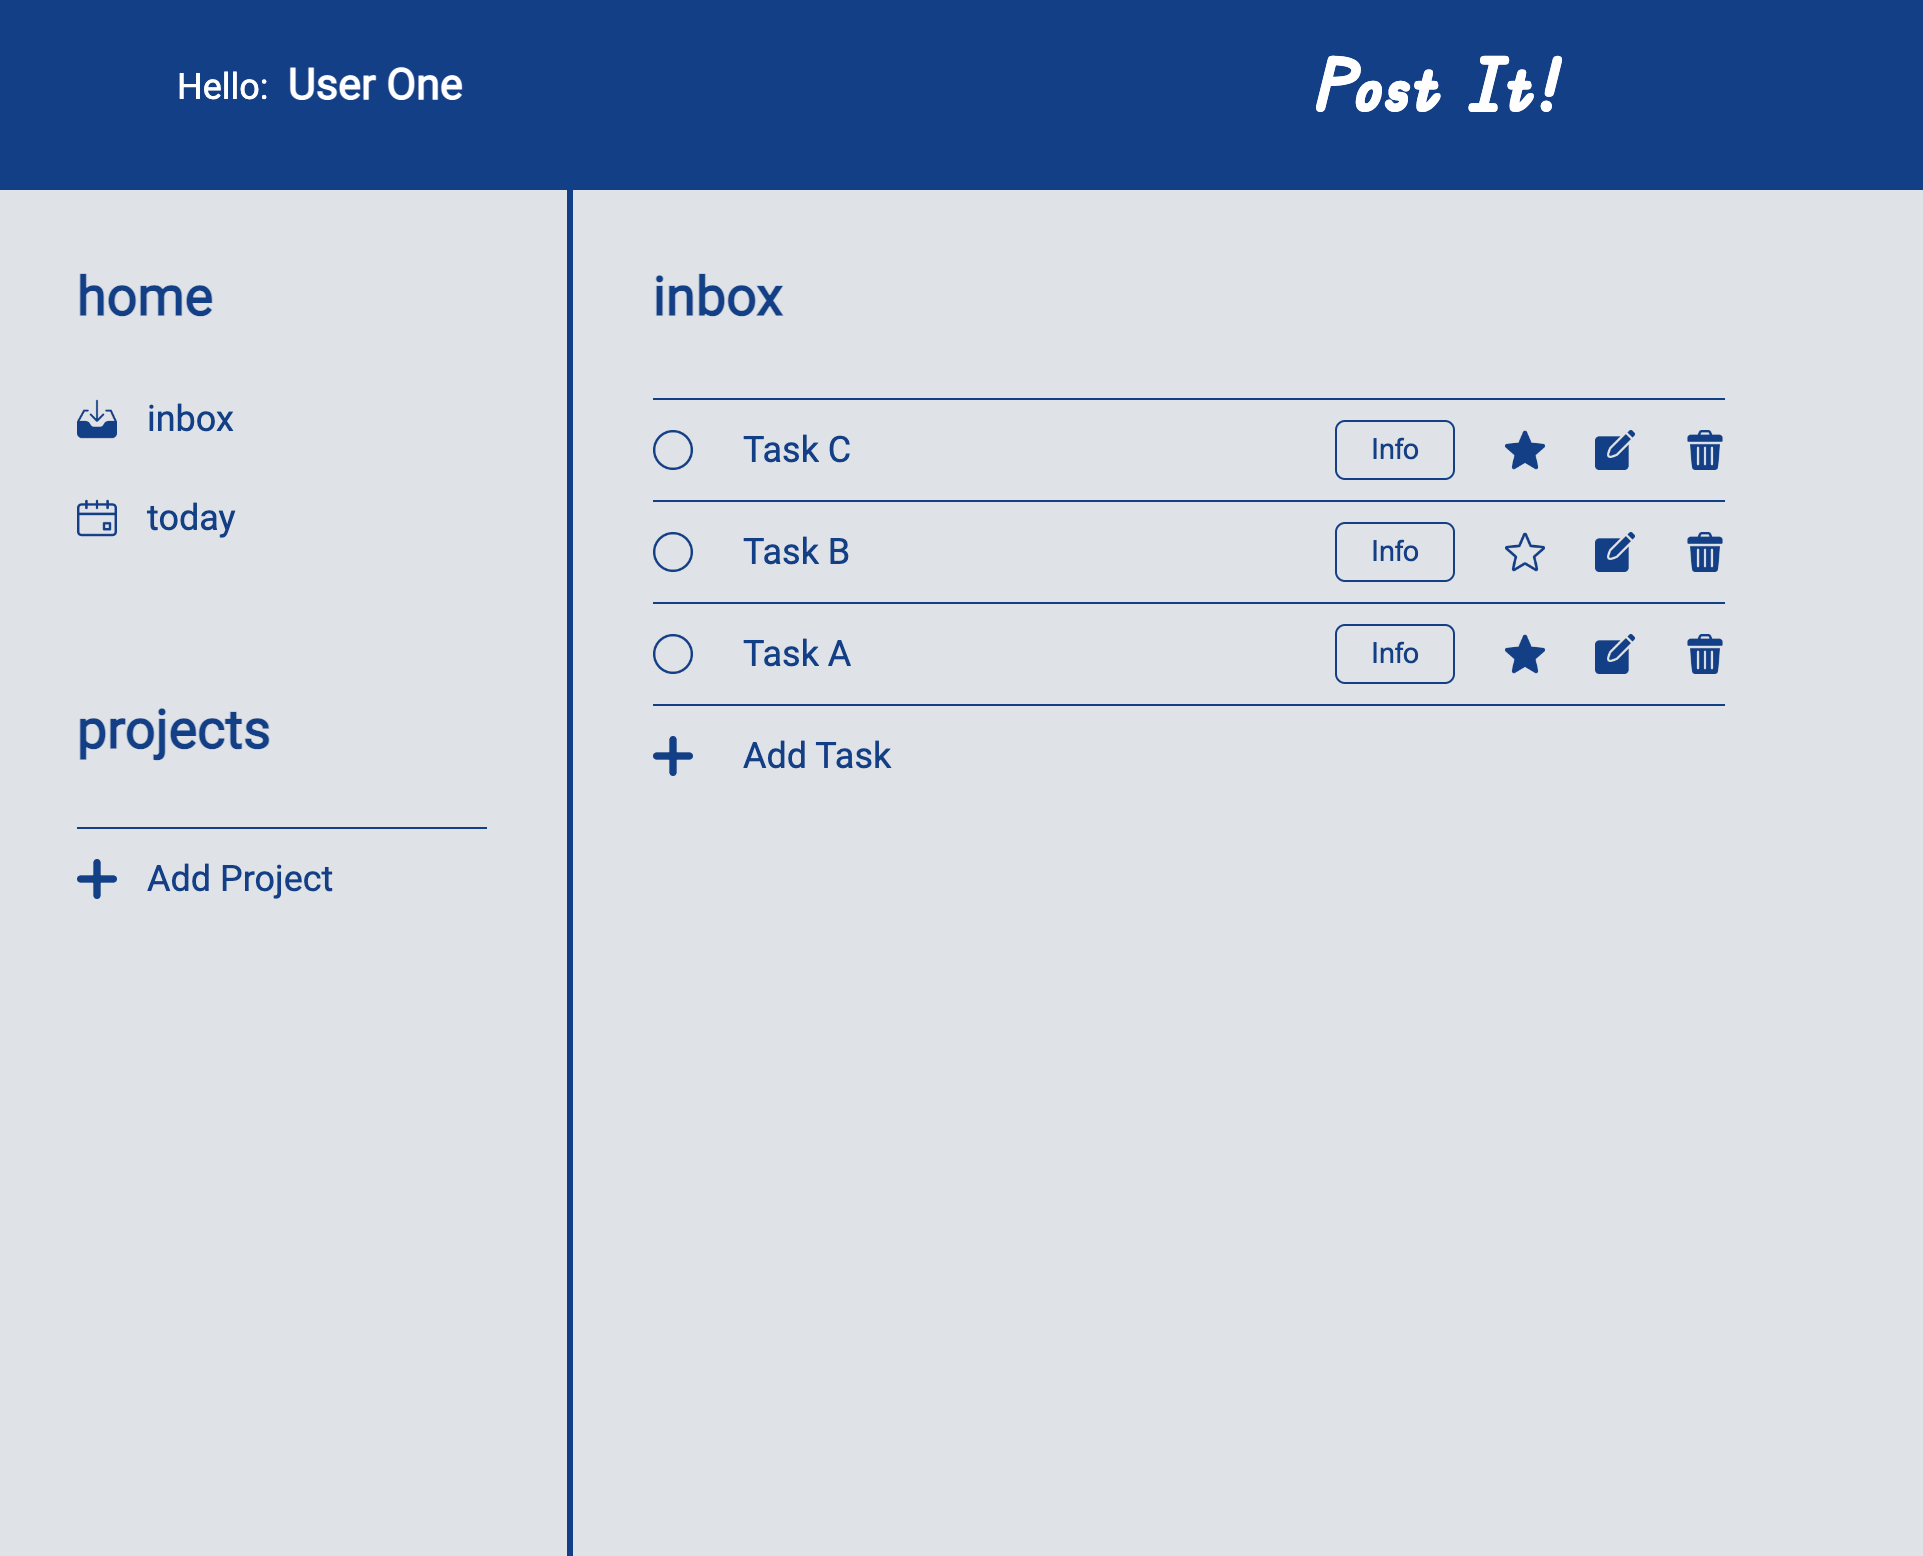 Hello: User One
Post It!
home
inbox
today
projects
Add Project
inbox
Task C Info
Task B Info
Task A Info
Add Task